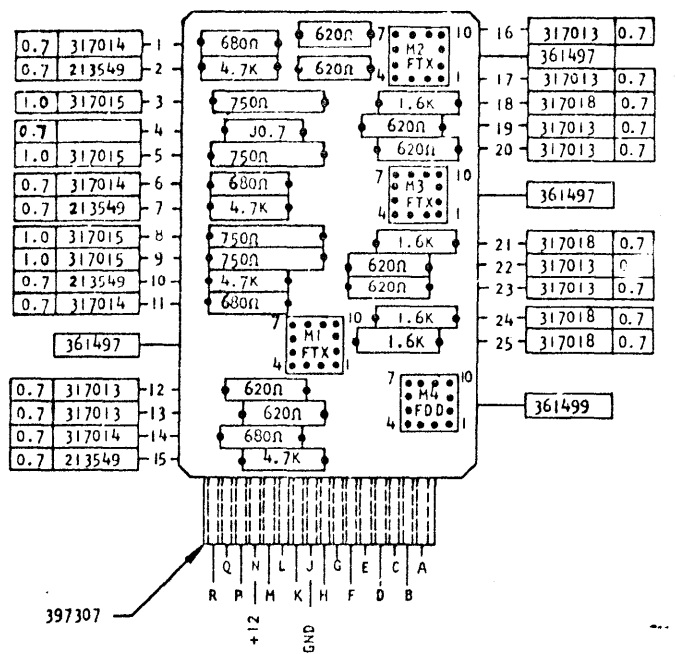 0.7 317014 1 680Ω 620Ω 7 M2 10 16 317013 0.7
FTX 361497
0.7 213549 2 4.7K 620Ω 4 1 17 317013 0.7
1.0 317015 3 750Ω 1.6K 18 317018 0.7
0.7 4 J0.7 620Ω 19 317013 0.7
1.0 317015 5 750Ω 620Ω 20 317013 0.7
0.7 317014 6 680Ω 7 M3 10
FTX 361497
0.7 213549 7 4.7K 4 1
1.0 317015 8 750Ω 1.6K 21 317018 0.7
1.0 317015 9 750Ω 620Ω 22 317013
0.7 213549 10 4.7K 620Ω 23 317013 0.7
0.7 317014 11 680Ω 1.6K 24 317018 0.7
7 M1 10 1.6K 25 317018 0.7
361497 FTX
4 1
0.7 317013 12 620Ω 7 M4 10
0.7 317013 13 620Ω FDD 361499
0.7 317014 14 680Ω 4 1
0.7 213549 15 4.7K
Q N L J G E C A
R P M K H F D B
397307
+12 GND